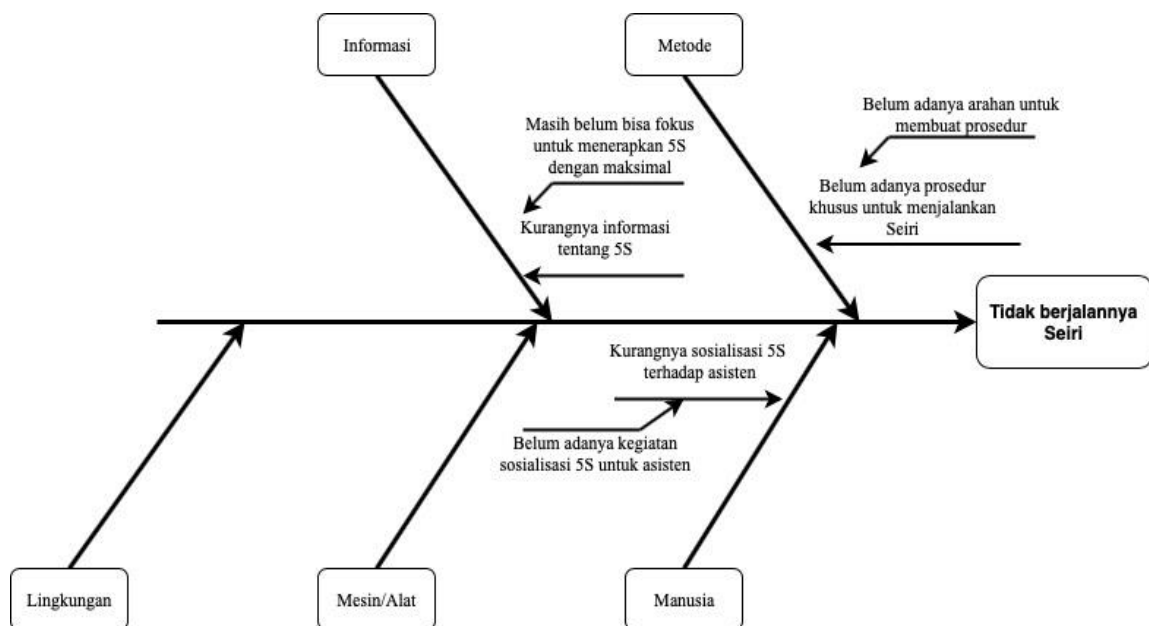 Informasi
Metode
Belum adanya arahan untuk
membuat prosedur
Masih belum bisa fokus
untuk menerapkan 5S
dengan maksimal
Belum adanya prosedur
khusus untuk menjalankan
Seiri
Kurangnya informasi
tentang 5S
Tidak berjalannya
Seiri
Kurangnya sosialisasi 5S
terhadap asisten
Belum adanya kegiatan
sosialisasi 5S untuk asisten
Lingkungan
Mesin/Alat
Manusia